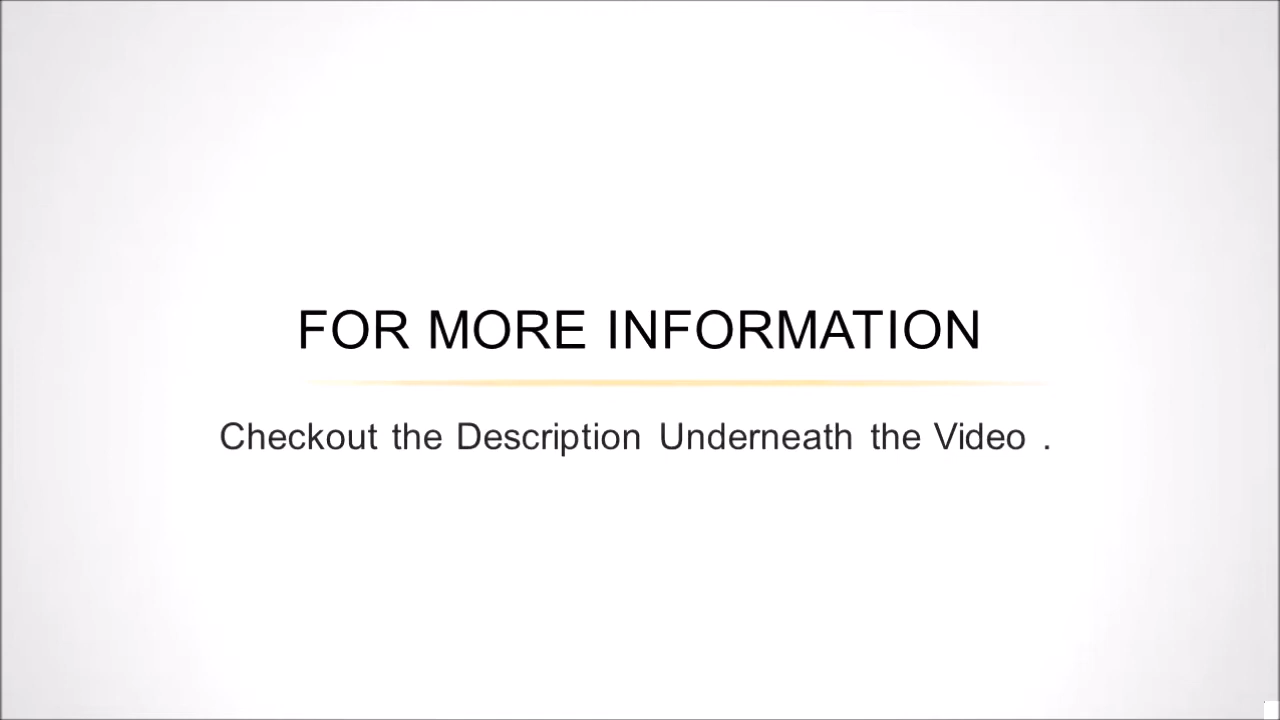 FOR MORE INFORMATION
Checkout the Description Underneath the Video .